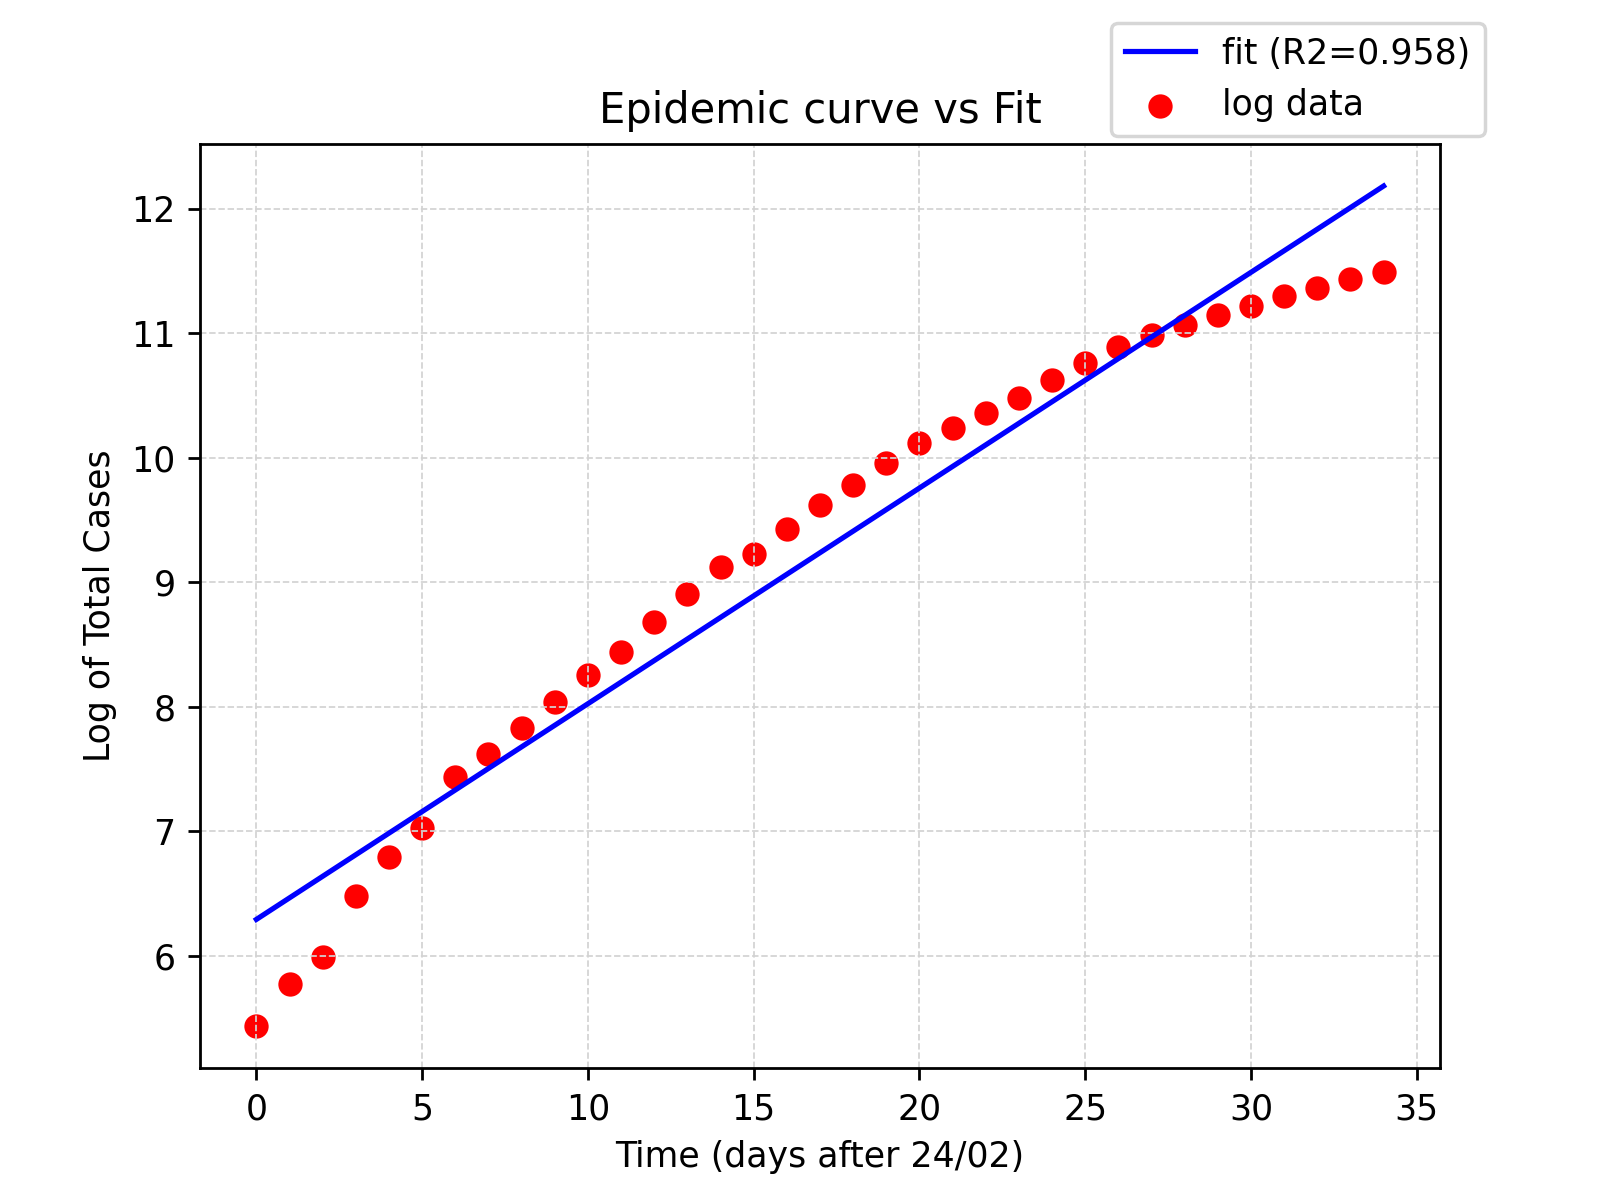 fit (R2=0.958)
log data
Epidemic curve vs Fit
Log of Total Cases
12
11
10
9
8
7
6
0 5 10 15 20 25 30 35
Time (days after 24/02)